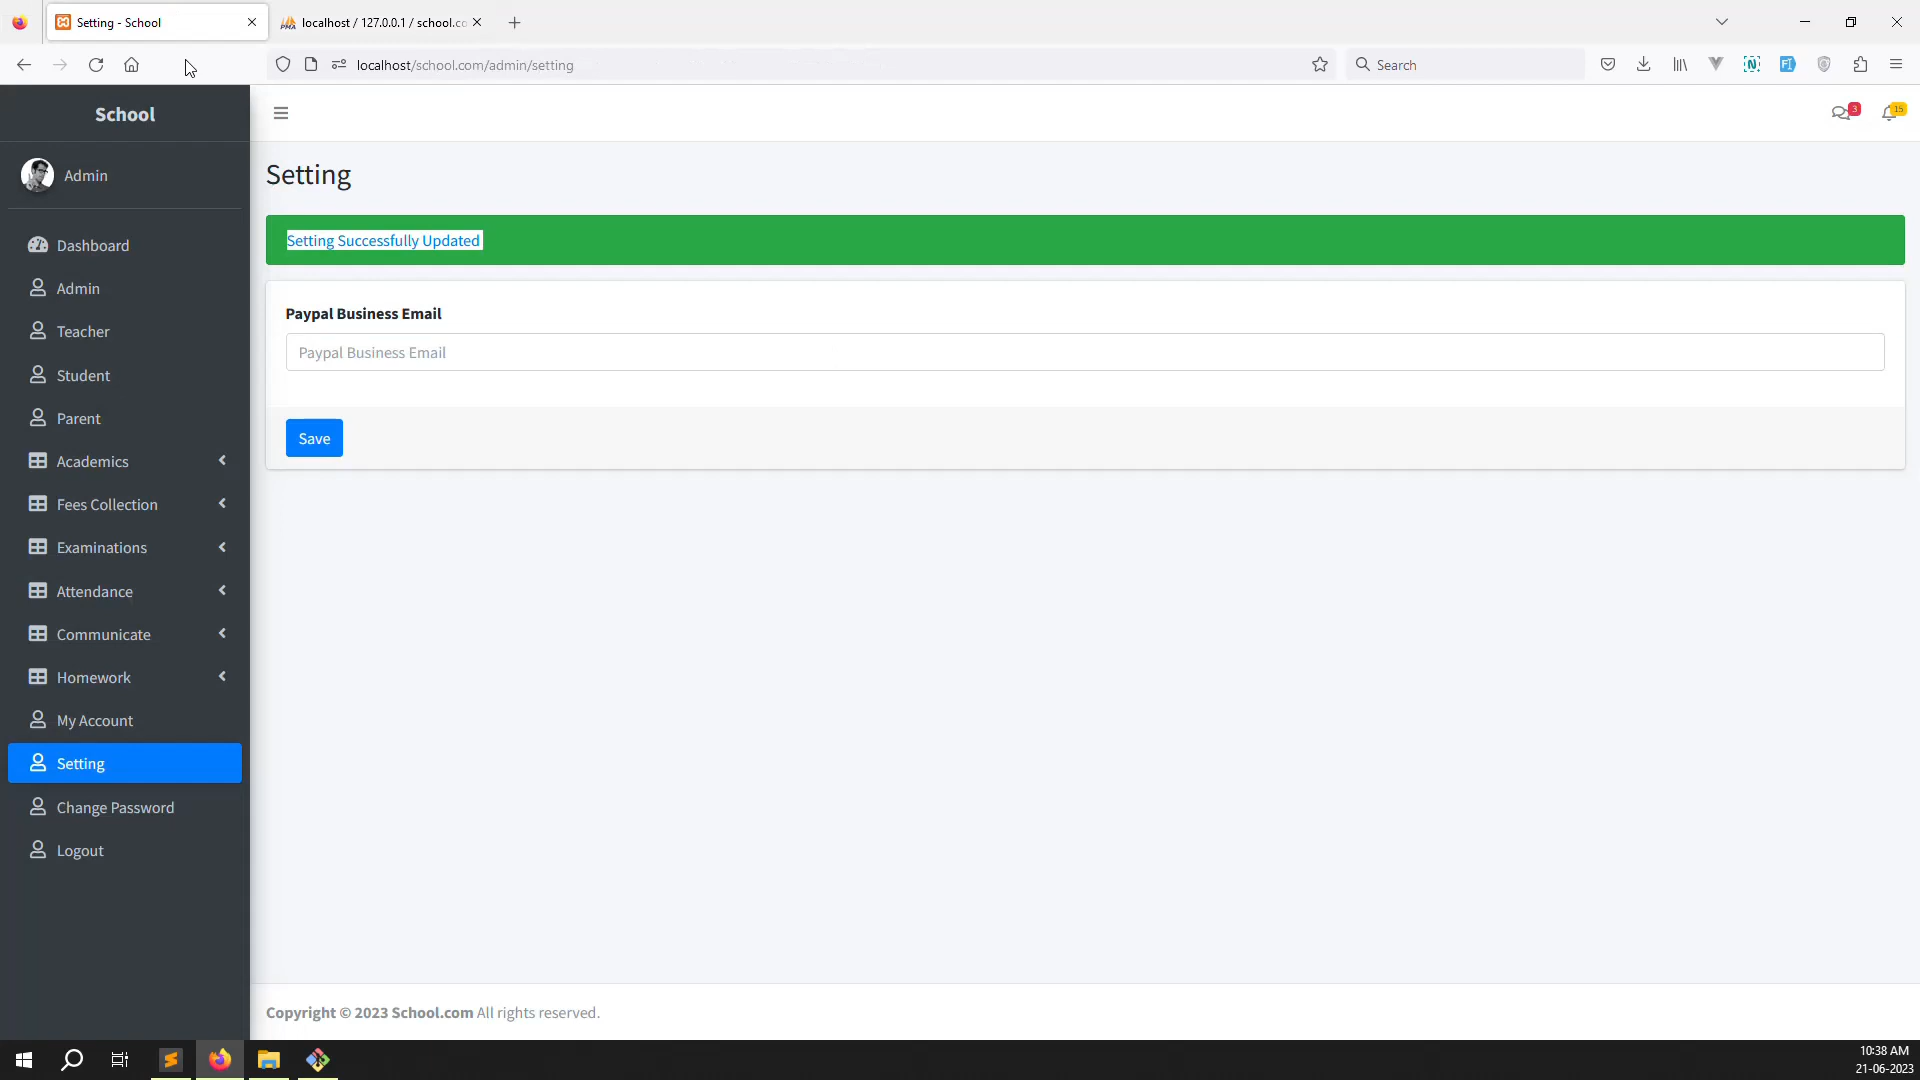 Setting - School
localhost / 127.0.0.1 / school.co
localhost/school.com/admin/setting
Search
School
3
15
Admin
Setting
Setting Successfully Updated
Paypal Business Email
Paypal Business Email
Save
Dashboard
Admin
Teacher
Student
Parent
Academics
Fees Collection
Examinations
Attendance
Communicate
Homework
My Account
Setting
Change Password
Logout
Copyright © 2023 School.com All rights reserved.
10:38 AM
21-06-2023